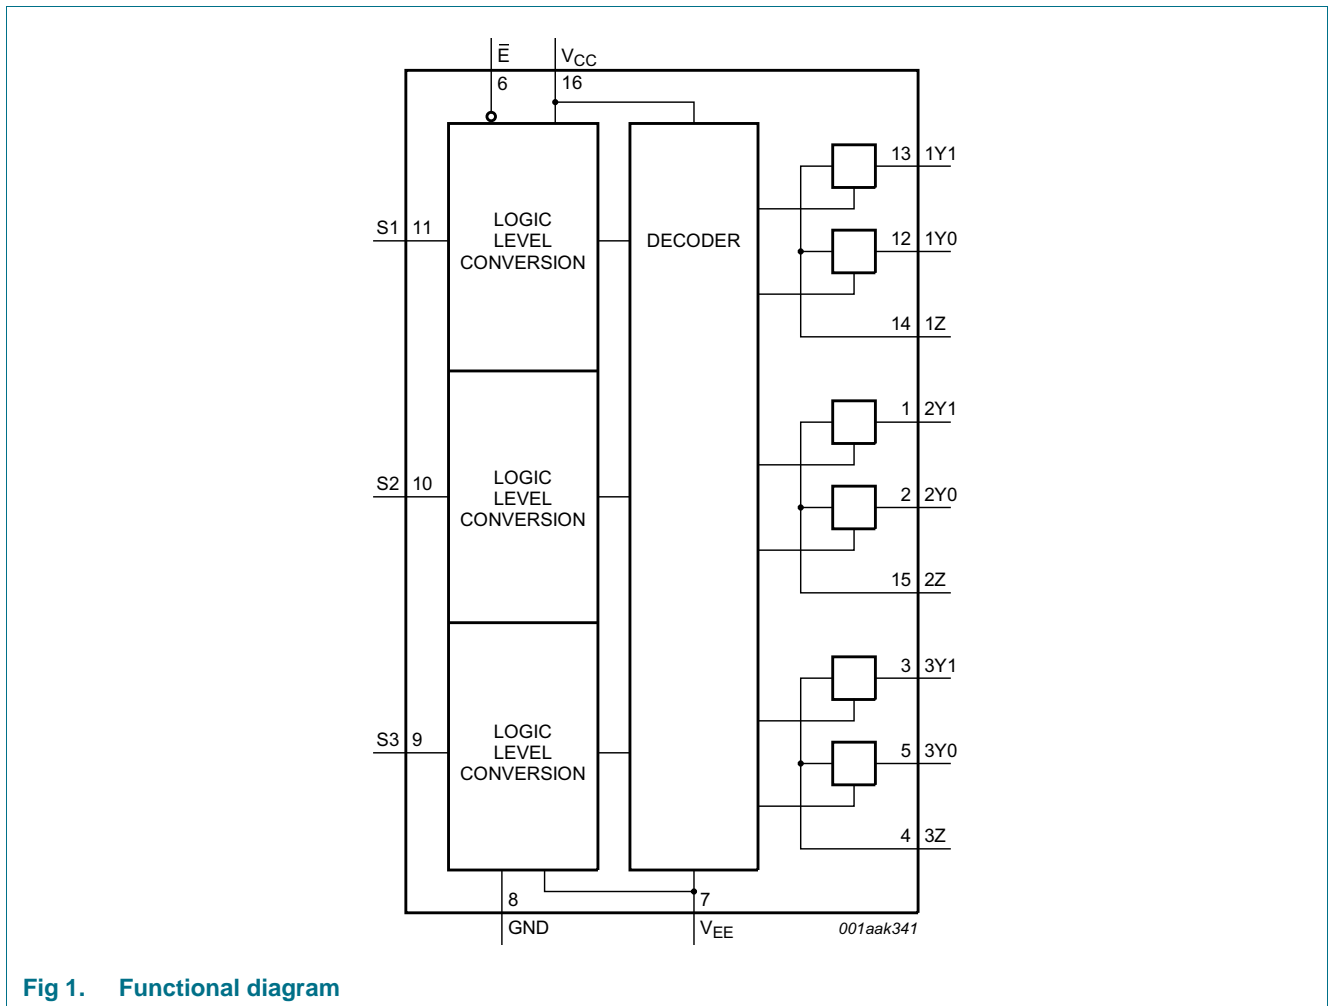 E̅
VCC
6
16
13 1Y1
S1 11
LOGIC
LEVEL
CONVERSION
DECODER
12 1Y0
14 1Z
1 2Y1
S2 10
LOGIC
LEVEL
CONVERSION
2 2Y0
15 2Z
3 3Y1
S3 9
LOGIC
LEVEL
CONVERSION
5 3Y0
4 3Z
8
7
GND
VEE
001aak341
Fig 1. Functional diagram